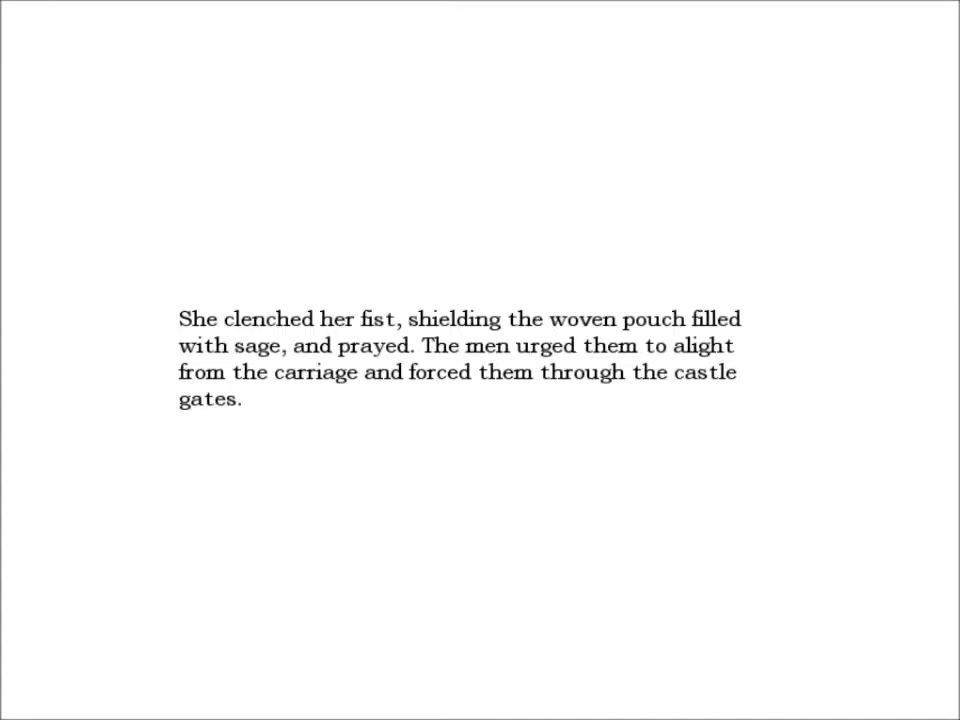 She clenched her fist, shielding the woven pouch filled
with sage, and prayed. The men urged them to alight
from the carriage and forced them through the castle
gates.